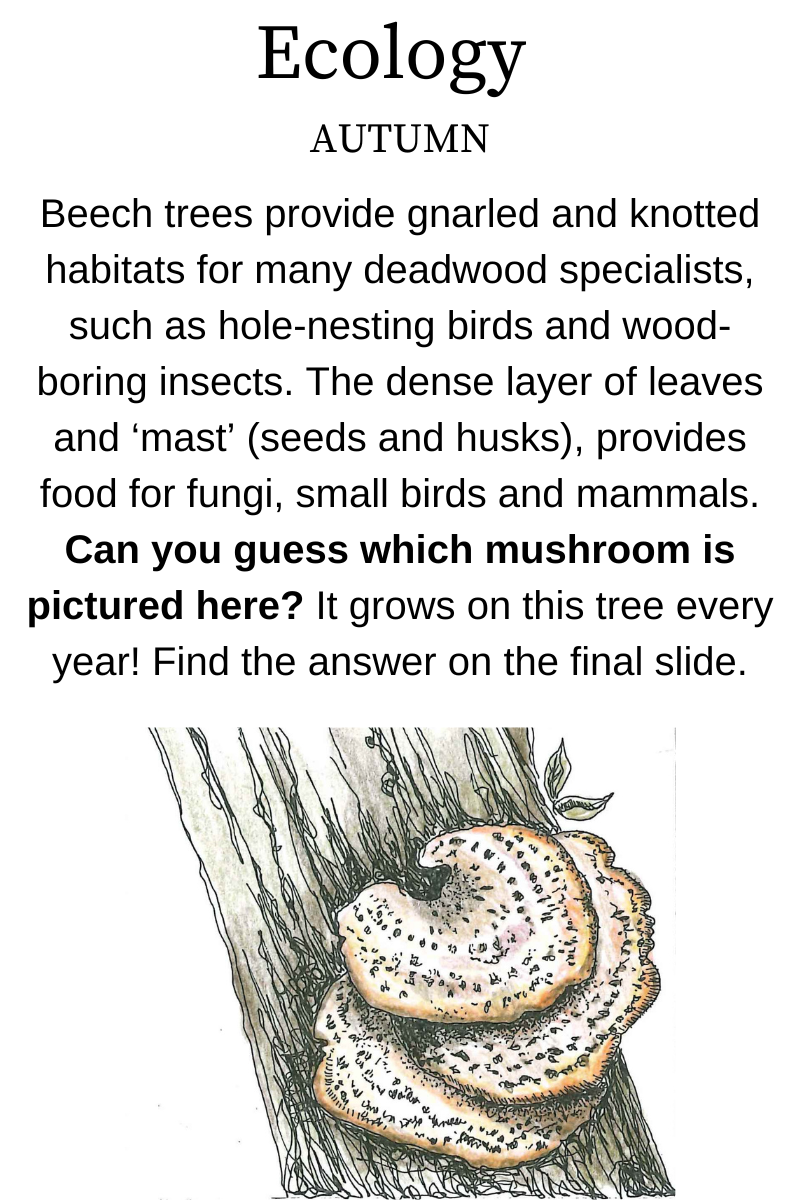 Ecology
AUTUMN
Beech trees provide gnarled and knotted
habitats for many deadwood specialists,
such as hole-nesting birds and wood-
boring insects. The dense layer of leaves
and ‘mast’ (seeds and husks), provides
food for fungi, small birds and mammals.
Can you guess which mushroom is
pictured here? It grows on this tree every
year! Find the answer on the final slide.